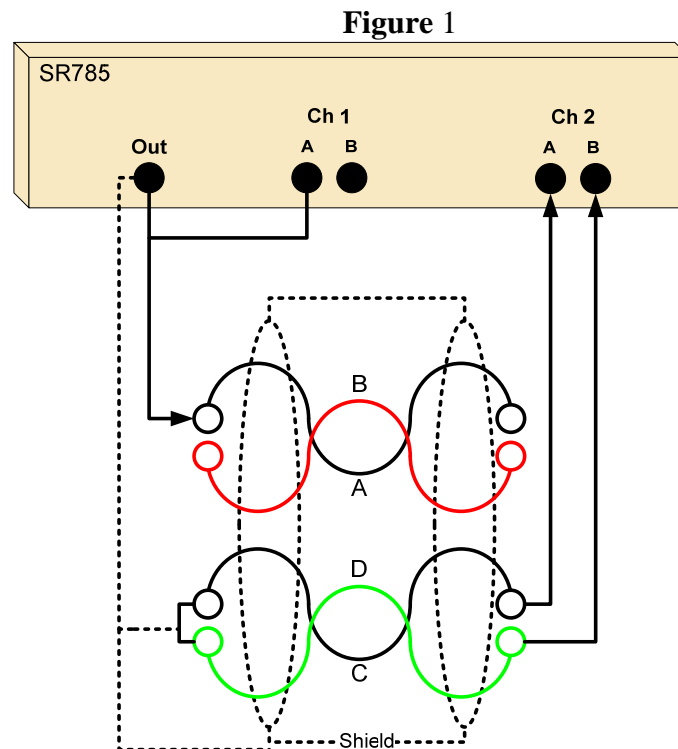 Figure 1
SR785
Ch 1
Ch 2
Out
A B
A B
B
A
D
C
Shield